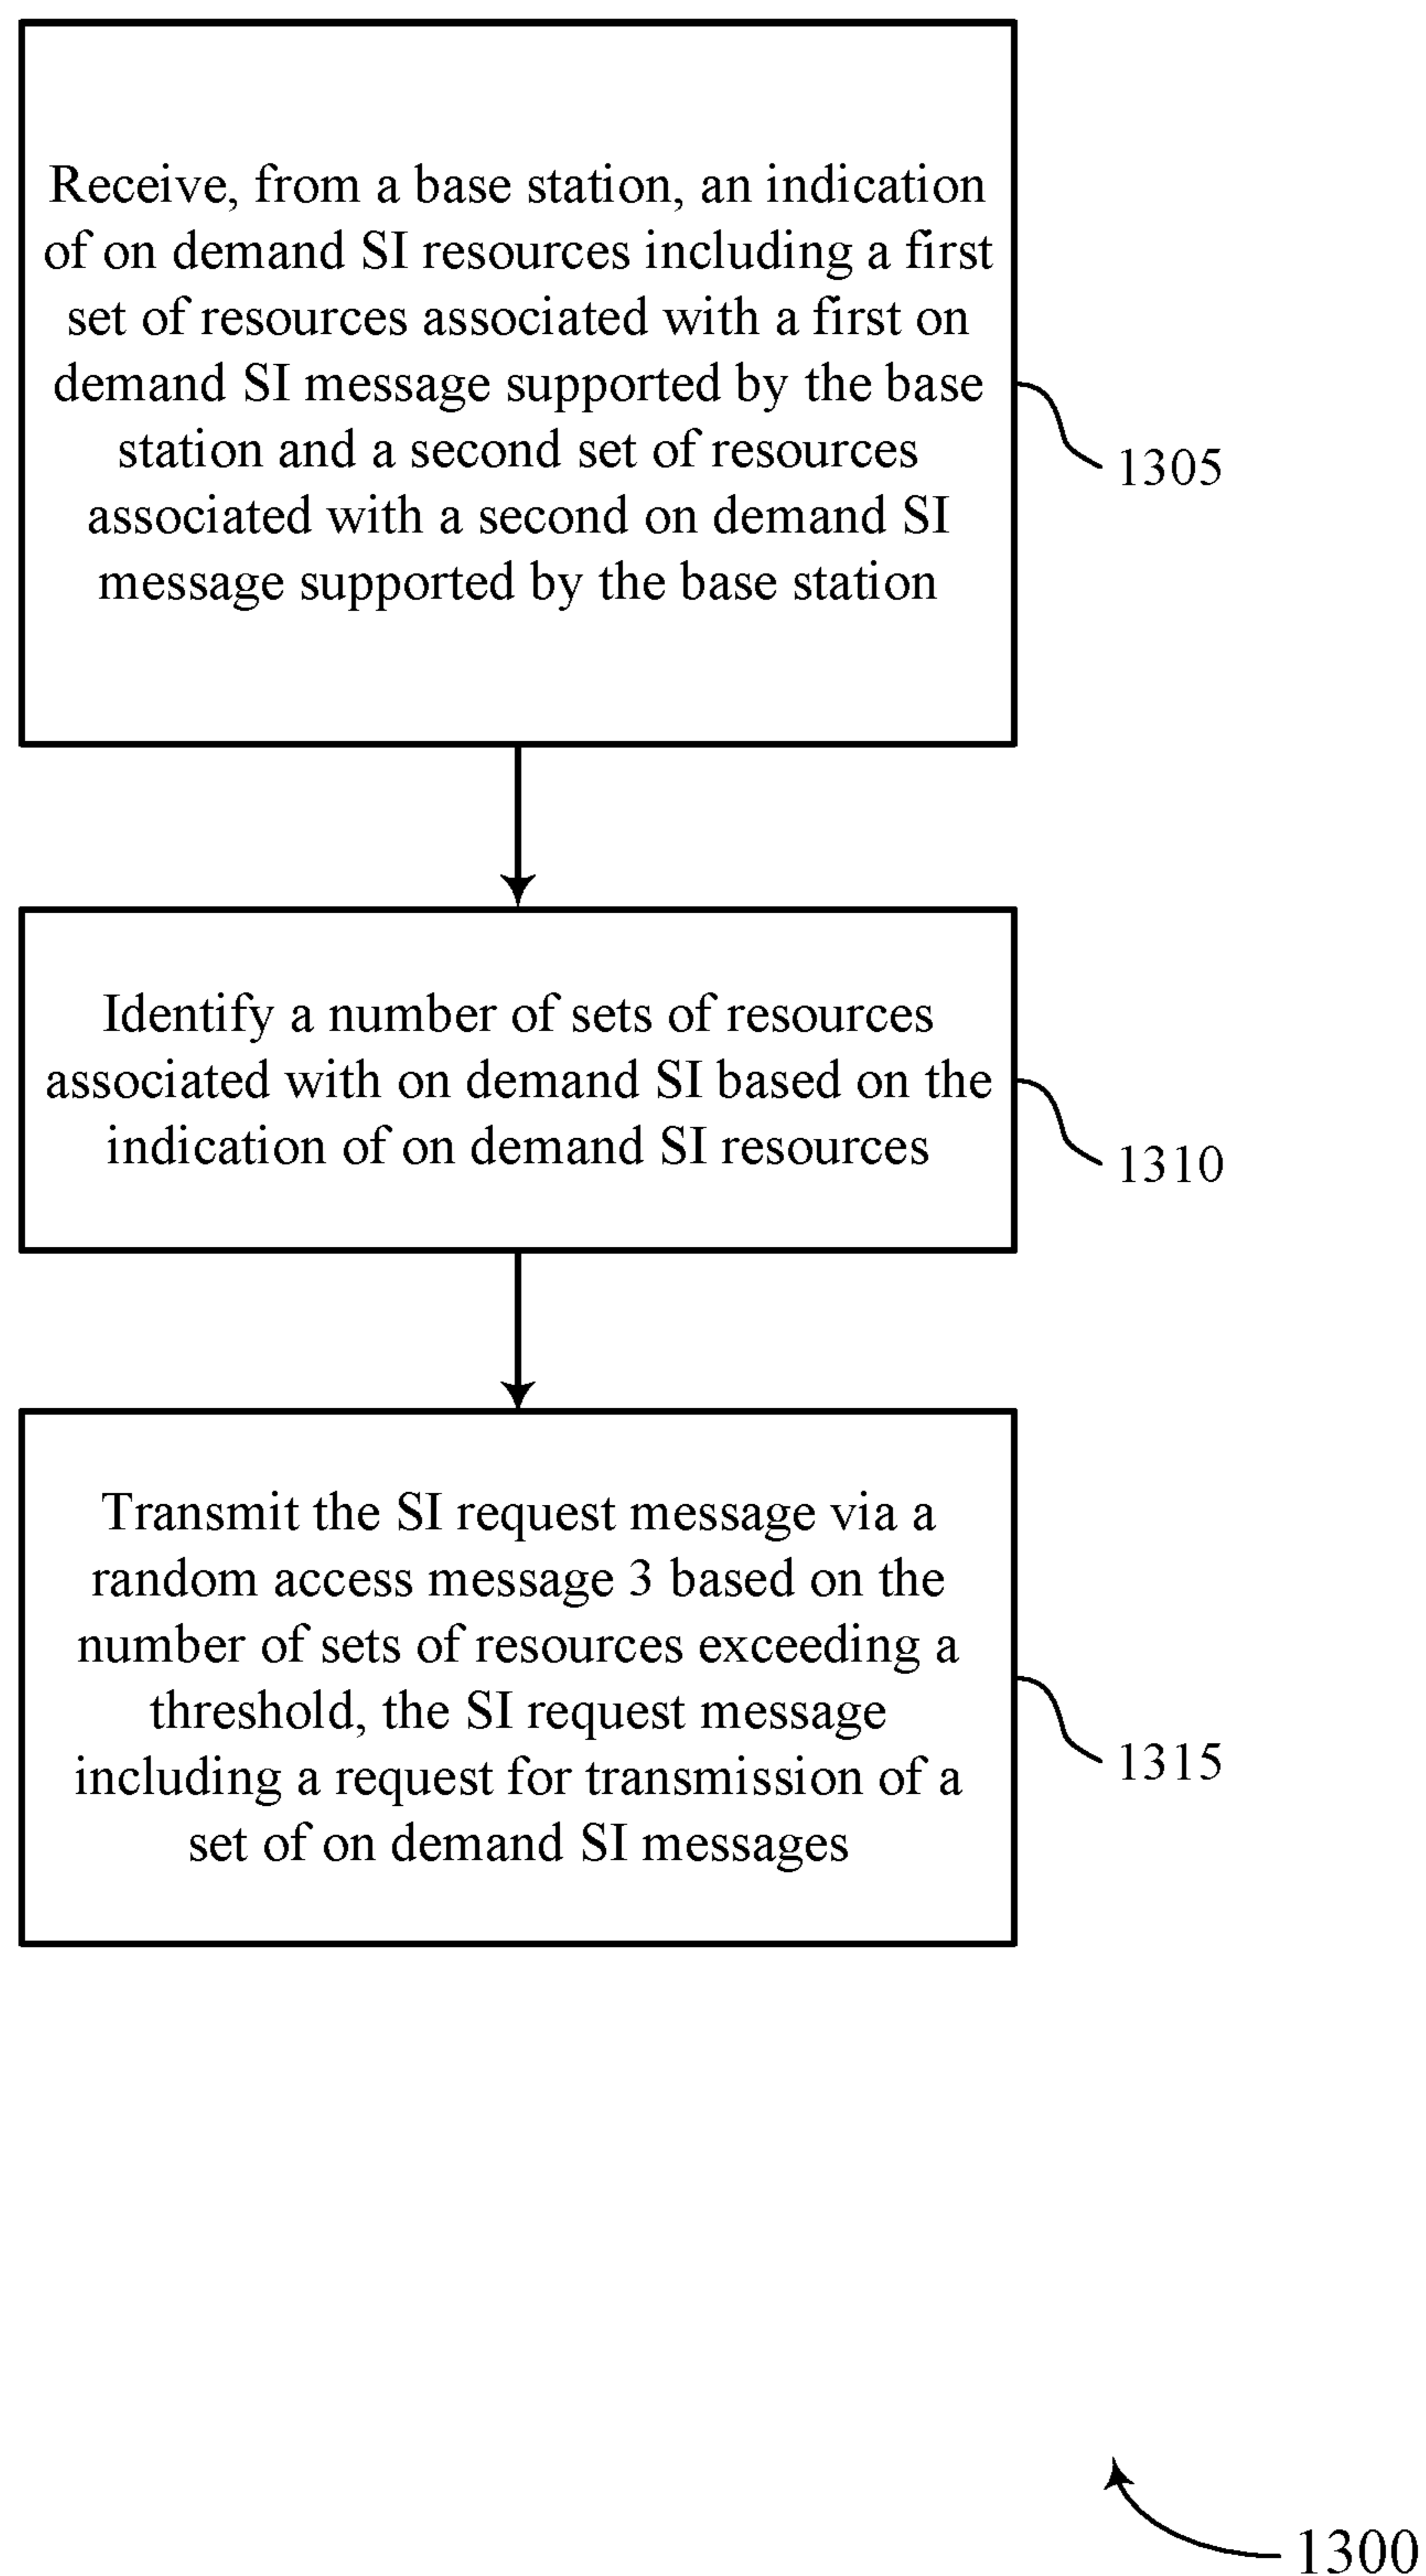 Receive, from a base station, an indication
of on demand SI resources including a first
set of resources associated with a first on
demand SI message supported by the base
station and a second set of resources
associated with a second on demand SI
message supported by the base station
1305
Identify a number of sets of resources
associated with on demand SI based on the
indication of on demand SI resources
1310
Transmit the SI request message via a
random access message 3 based on the
number of sets of resources exceeding a
threshold, the SI request message
including a request for transmission of a
set of on demand SI messages
1315
1300